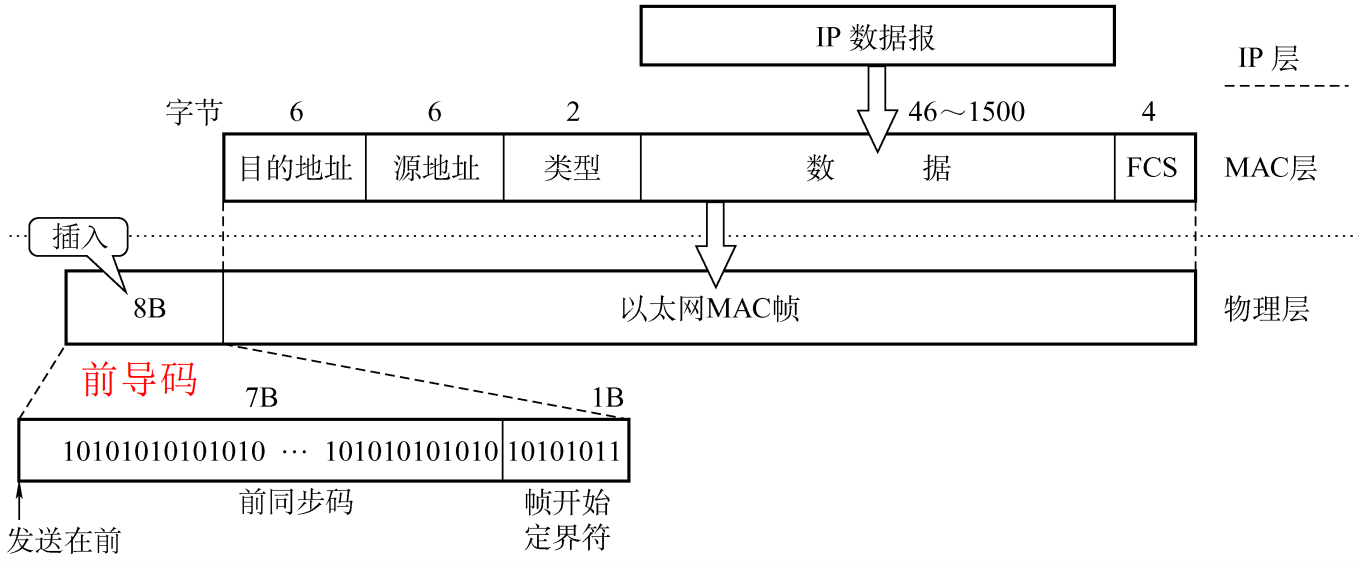 IP 数据报
IP 层
字节 6 6 2 46～1500 4
目的地址 源地址 类型 数 据 FCS MAC层
插入
8B 以太网MAC帧 物理层
前导码
7B 1B
10101010101010 ··· 101010101010 10101011
前同步码 帧开始
定界符
发送在前